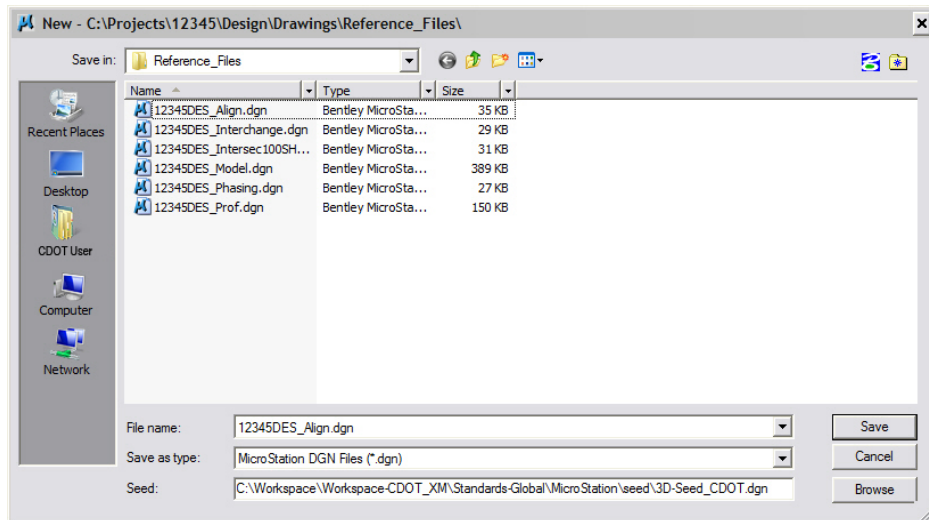 New - C:\Projects\12345\Design\Drawings\Reference_Files\
Save in: Reference_Files
Name Type Size
12345DES_Align.dgn Bentley MicroSta... 35 KB
12345DES_Interchange.dgn Bentley MicroSta... 29 KB
12345DES_Intersec100SH... Bentley MicroSta... 31 KB
12345DES_Model.dgn Bentley MicroSta... 389 KB
12345DES_Phasing.dgn Bentley MicroSta... 27 KB
12345DES_Prof.dgn Bentley MicroSta... 150 KB
Recent Places
Desktop
CDOT User
Computer
Network
File name: 12345DES_Align.dgn Save
Save as type: MicroStation DGN Files (*.dgn) Cancel
Seed: C:\Workspace\Workspace-CDOT_XM\Standards-Global\MicroStation\seed\3D-Seed_CDOT.dgn Browse